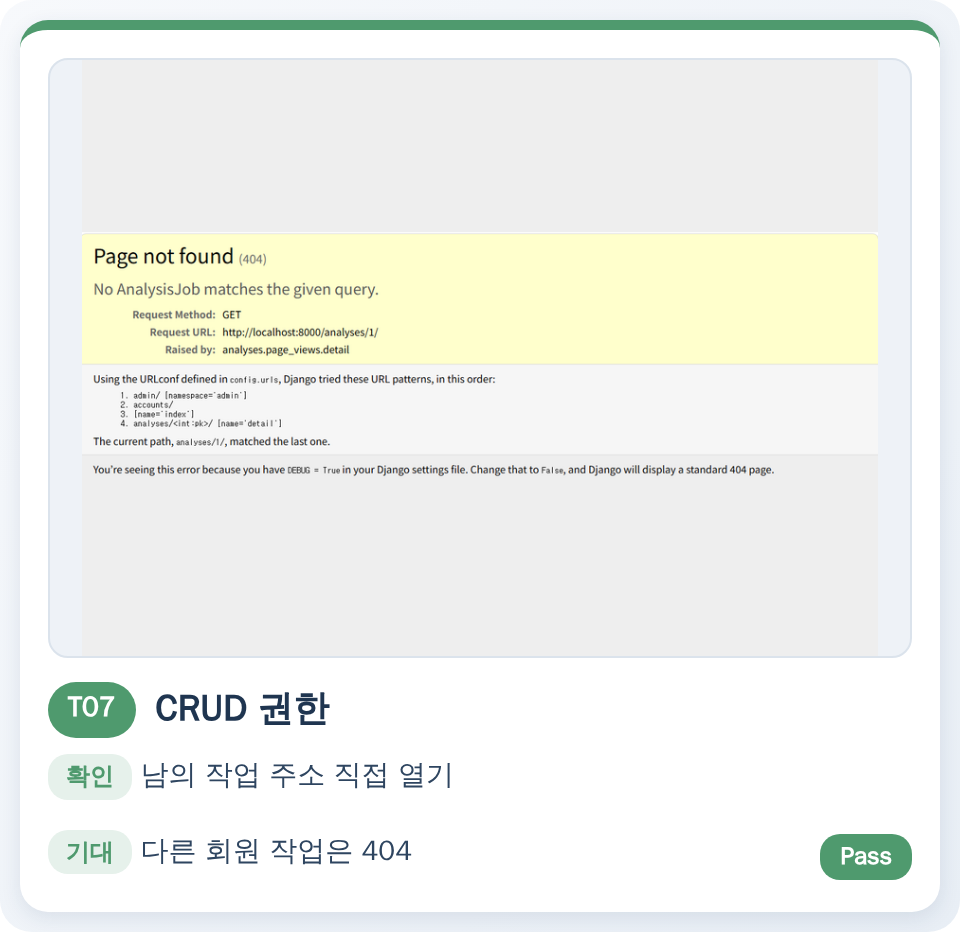 Page not found (404)
No AnalysisJob matches the given query.
Request Method: GET
Request URL: http://localhost:8000/analyses/1/
Raised by: analyses.page_views.detail
Using the URLconf defined in config.urls, Django tried these URL patterns, in this order:
1. admin/ [namespace='admin']
2. accounts/
3. [name='index']
4. analyses/<int:pk>/ [name='detail']
The current path, analyses/1/, matched the last one.
You're seeing this error because you have DEBUG = True in your Django settings file. Change that to False, and Django will display a standard 404 page.
T07 CRUD 권한
확인 남의 작업 주소 직접 열기
기대 다른 회원 작업은 404
Pass